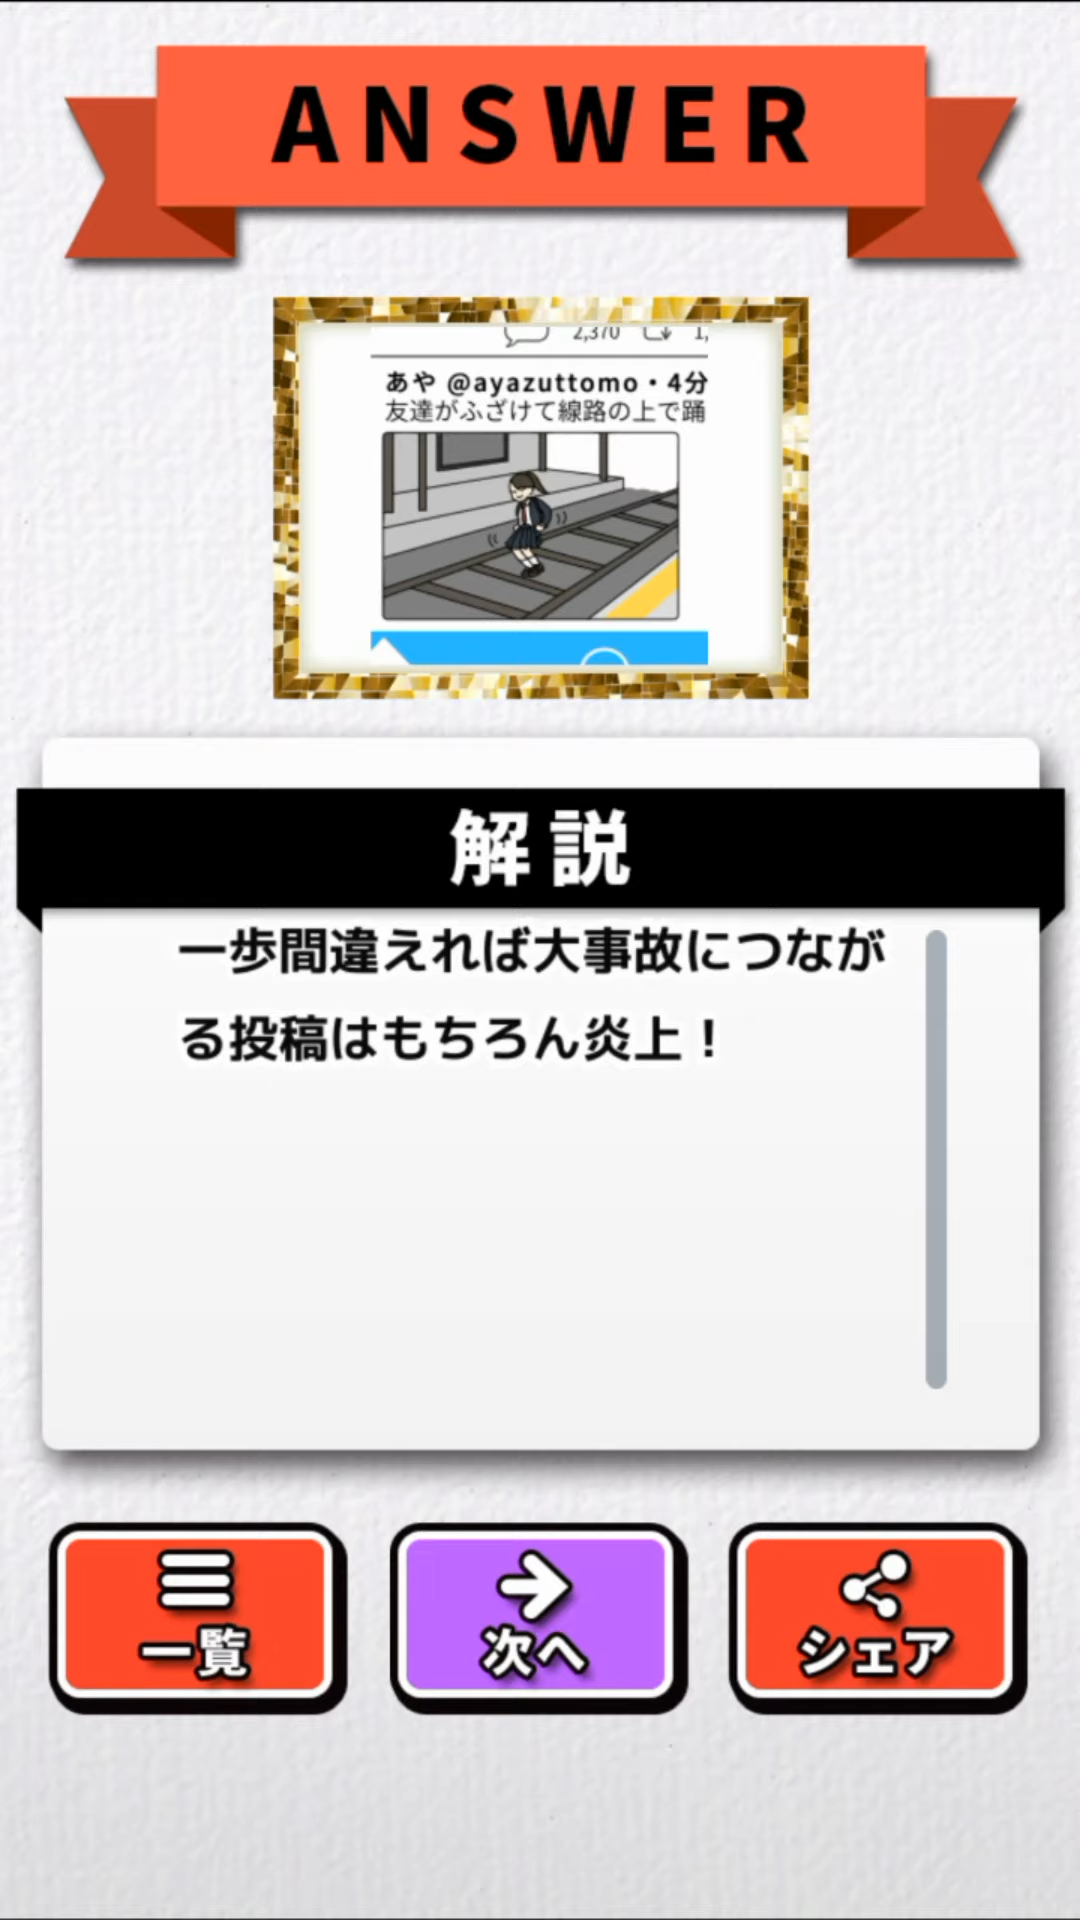 ANSWER
2,370 1,
あや @ayazuttomo・4分
友達がふざけて線路の上で踊
解説
一歩間違えれば大事故につなが
る投稿はもちろん炎上！
一覧
次へ
シェア